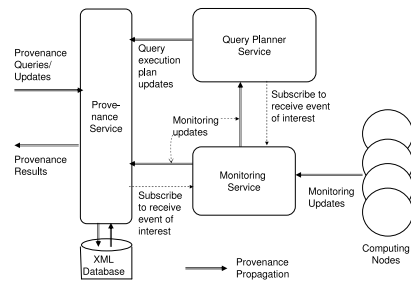 Provenance
Queries/
Updates
Prove-
nance
Service
Query
execution
plan
updates
Query Planner
Service
Subscribe to
receive event
of interest
Monitoring
updates
Provenance
Results
Monitoring
Service
Subscribe
to receive
event of
interest
Monitoring
Updates
Computing
Nodes
XML
Database
Provenance
Propagation